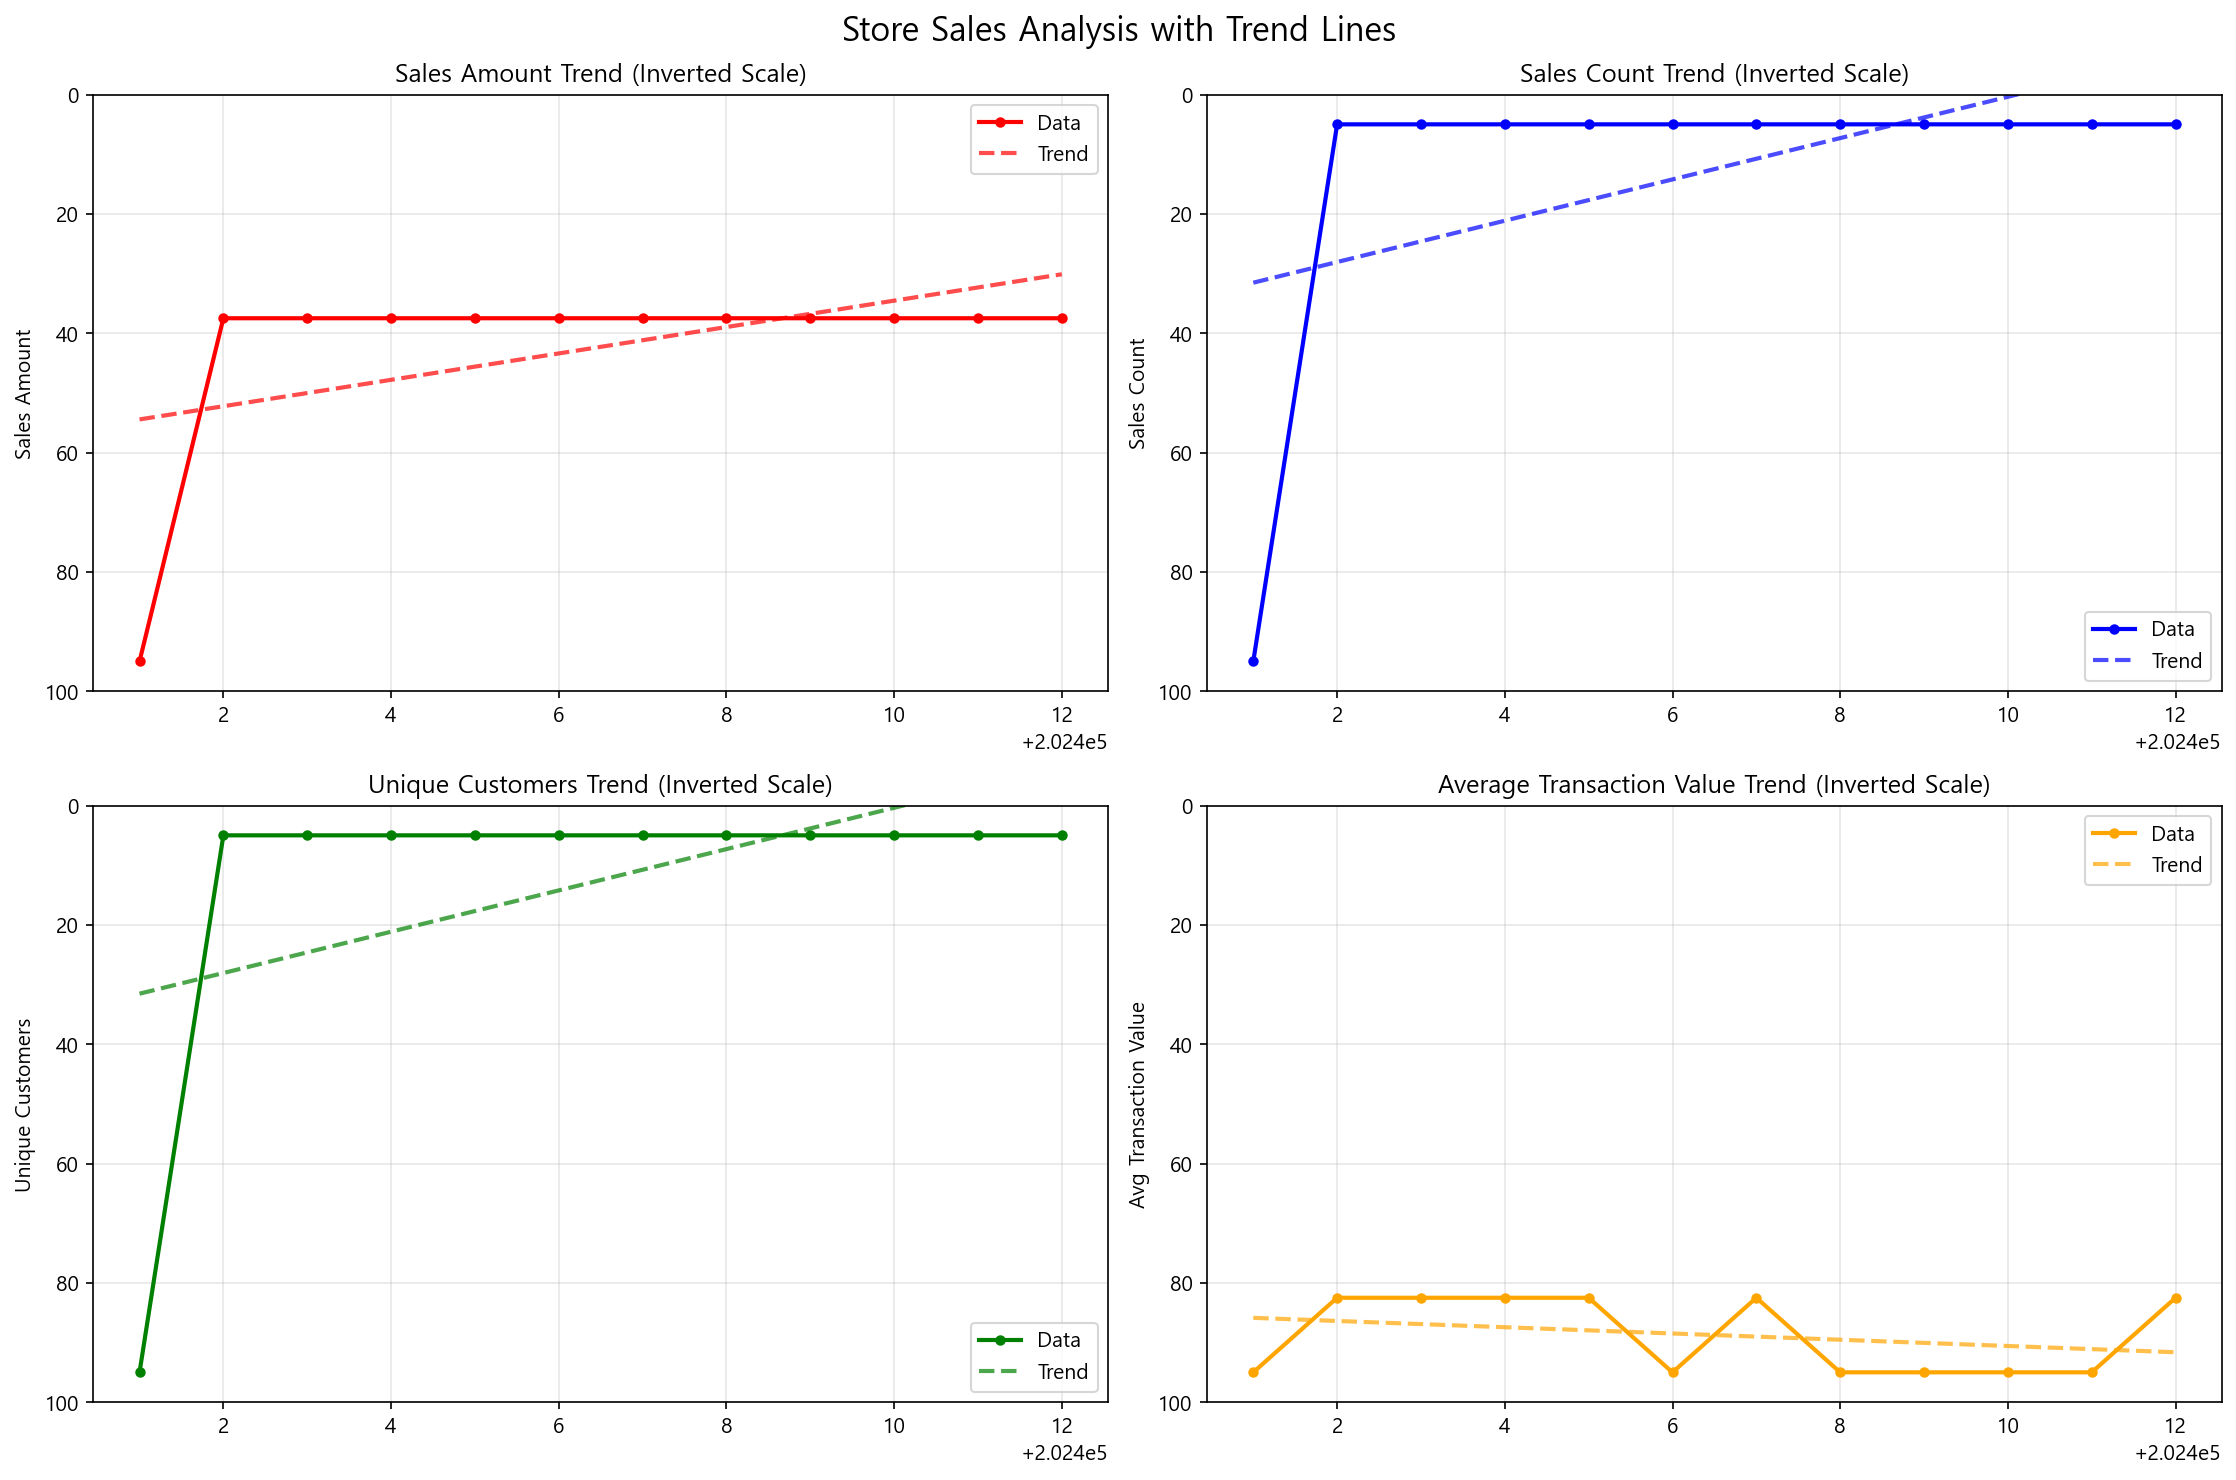 Store Sales Analysis with Trend Lines
Sales Amount Trend (Inverted Scale)
Sales Amount
0
20
40
60
80
100
Data
Trend
2
4
6
8
10
12
+2.024e5
Sales Count Trend (Inverted Scale)
Sales Count
0
20
40
60
80
100
Data
Trend
2
4
6
8
10
12
+2.024e5
Unique Customers Trend (Inverted Scale)
Unique Customers
0
20
40
60
80
100
Data
Trend
2
4
6
8
10
12
+2.024e5
Average Transaction Value Trend (Inverted Scale)
Avg Transaction Value
0
20
40
60
80
100
Data
Trend
2
4
6
8
10
12
+2.024e5